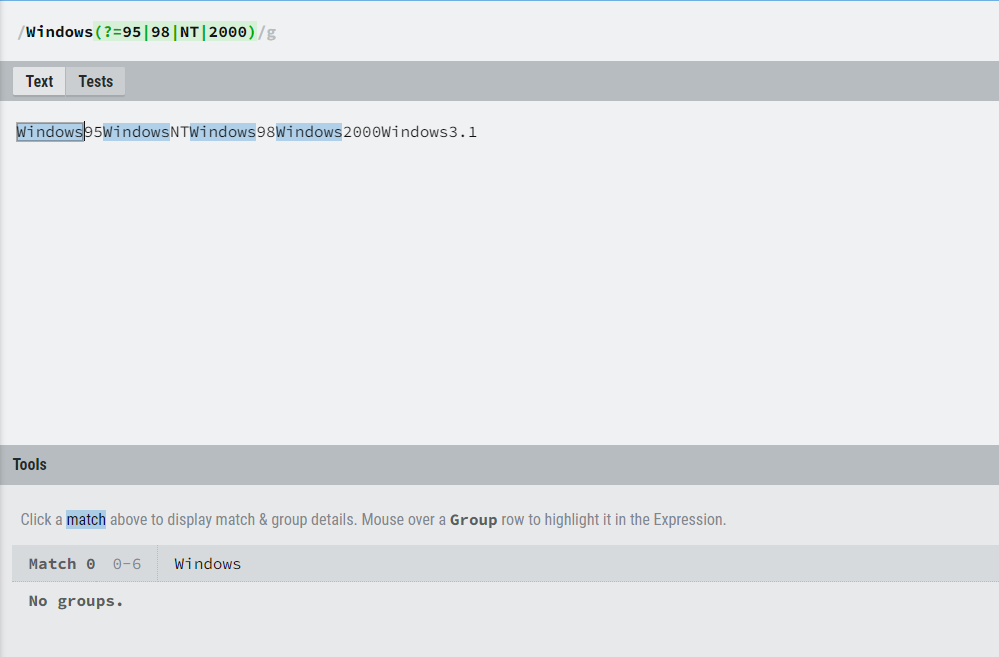 /Windows(?=95|98|NT|2000)/g
Text Tests
Windows95WindowsNTWindows98Windows2000Windows3.1
Tools
Click a match above to display match & group details. Mouse over a Group row to highlight it in the Expression.
Match 0 0-6 Windows
No groups.